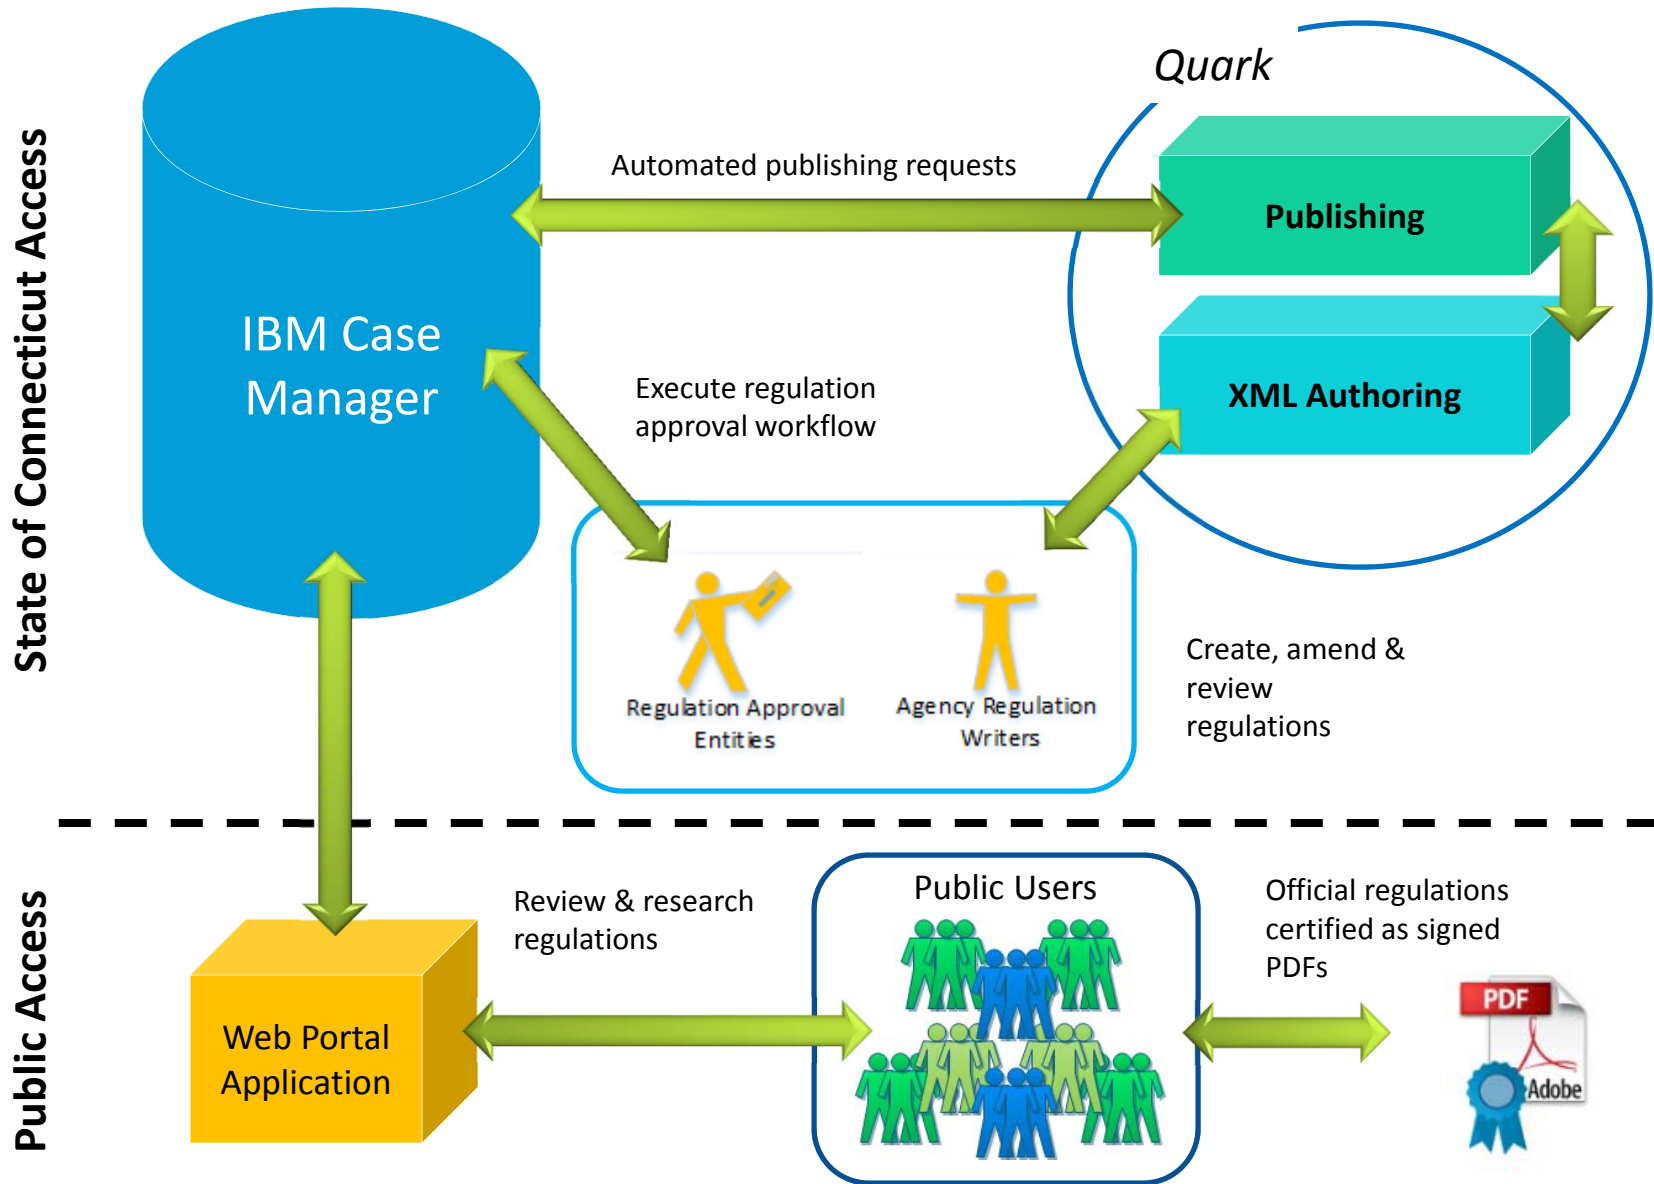 State of Connecticut Access
Quark
Automated publishing requests
Publishing
IBM Case
Manager
Execute regulation
approval workflow
XML Authoring
Regulation Approval
Entities
Agency Regulation
Writers
Create, amend &
review
regulations
Public Access
Review & research
regulations
Public Users
Official regulations
certified as signed
PDFs
Web Portal
Application
PDF
Adobe